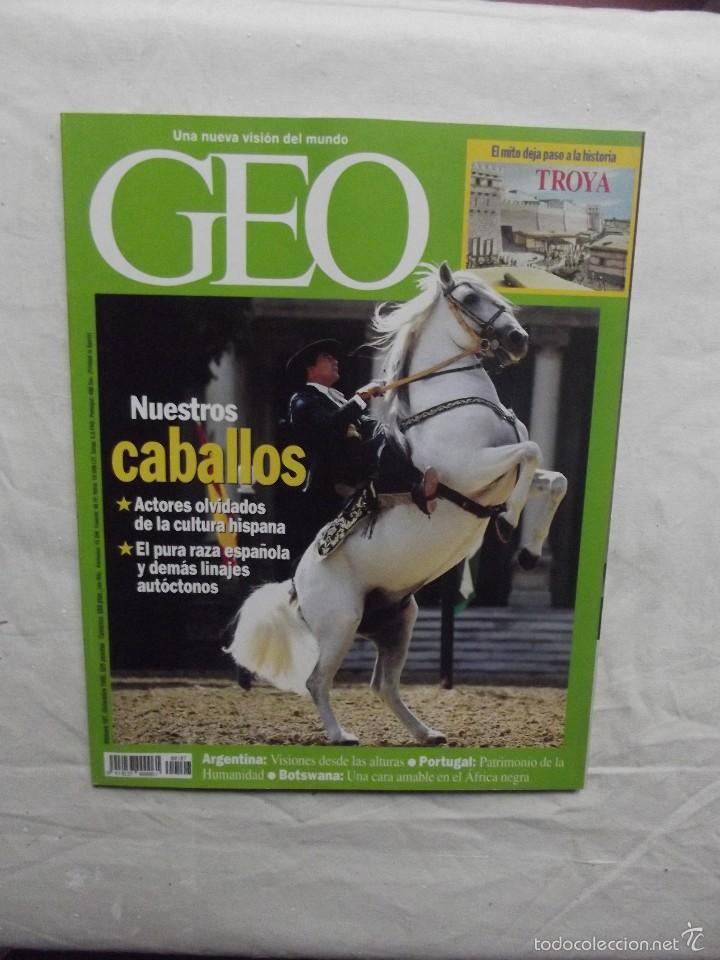 Una nueva visión del mundo
GEO
El mito deja paso a la historia
TROYA
Nuestros
caballos
★ Actores olvidados
de la cultura hispana
★ El pura raza española
y demás linajes
autóctonos
Argentina: Visiones desde las alturas ● Portugal: Patrimonio de la
Humanidad ● Botswana: Una cara amable en el África negra
todocoleccion.net